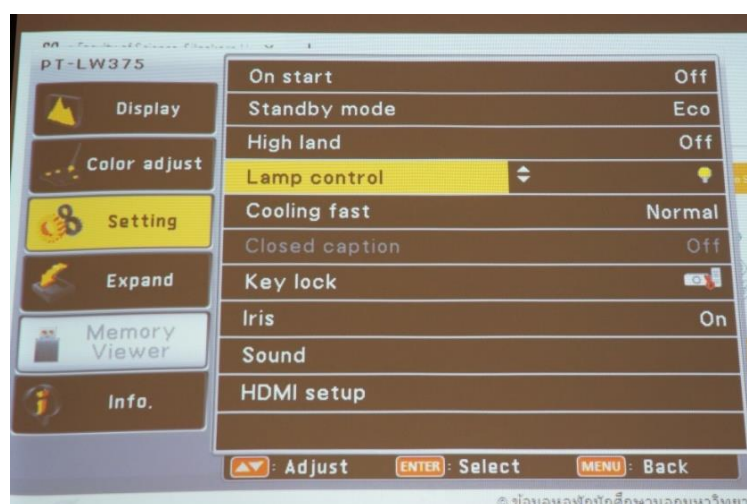 PT-LW375
Display
Color adjust
Setting
Expand
Memory
Viewer
Info.
On start Off
Standby mode Eco
High land Off
Lamp control
Cooling fast Normal
Closed caption Off
Key lock
Iris On
Sound
HDMI setup
: Adjust ENTER : Select MENU : Back